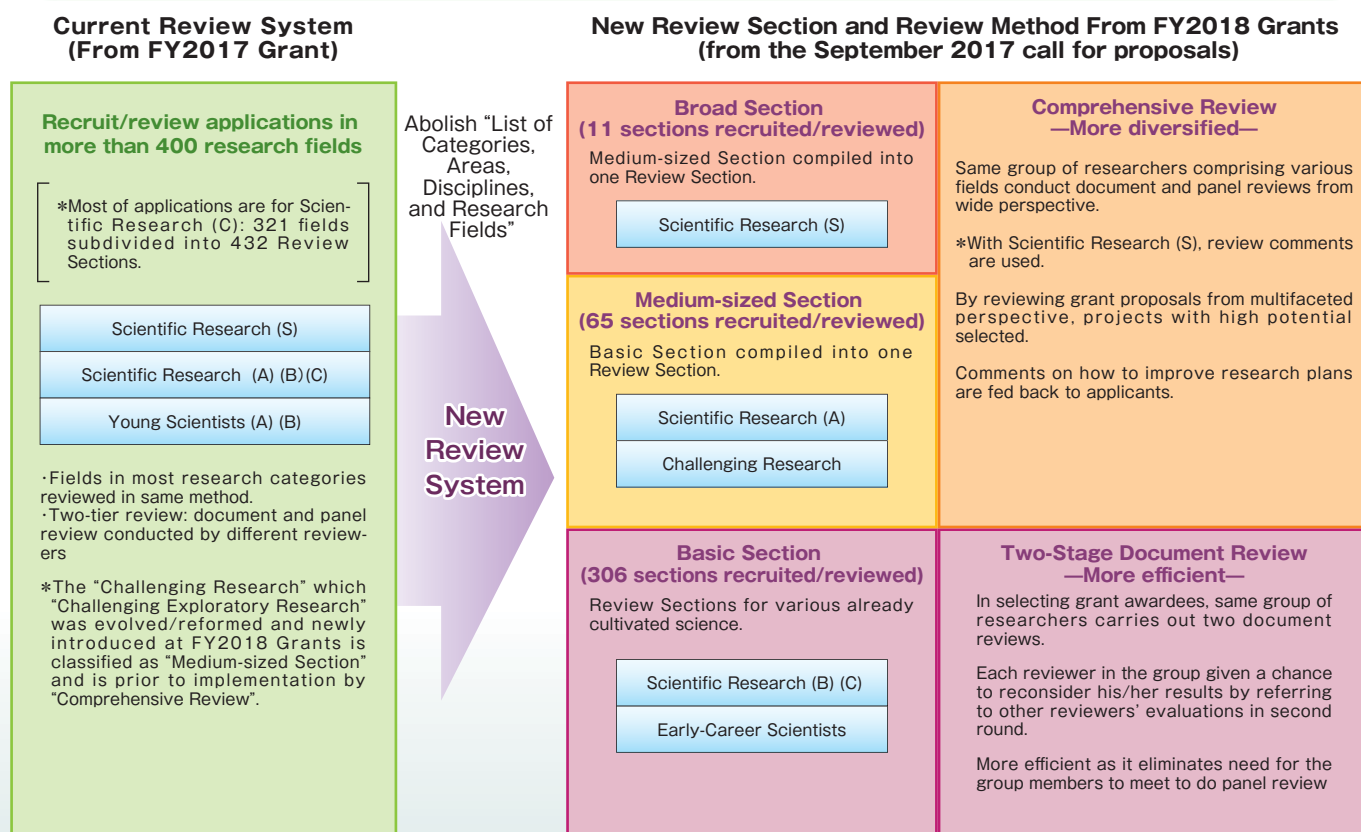 Current Review System
(From FY2017 Grant)
New Review Section and Review Method From FY2018 Grants
(from the September 2017 call for proposals)
Recruit/review applications in
more than 400 research fields
*Most of applications are for Scien-
tific Research (C): 321 fields
subdivided into 432 Review
Sections.
Scientific Research (S)
Scientific Research (A) (B)(C)
Young Scientists (A) (B)
·Fields in most research categories
reviewed in same method.
·Two-tier review: document and panel
review conducted by different review-
ers
*The "Challenging Research" which
"Challenging Exploratory Research"
was evolved/reformed and newly
introduced at FY2018 Grants is
classified as "Medium-sized Section"
and is prior to implementation by
"Comprehensive Review".
Abolish "List of
Categories,
Areas,
Disciplines,
and Research
Fields"
New
Review
System
Broad Section
(11 sections recruited/reviewed)
Medium-sized Section compiled into
one Review Section.
Scientific Research (S)
Medium-sized Section
(65 sections recruited/reviewed)
Basic Section compiled into one
Review Section.
Scientific Research (A)
Challenging Research
Basic Section
(306 sections recruited/reviewed)
Review Sections for various already
cultivated science.
Scientific Research (B) (C)
Early-Career Scientists
Comprehensive Review
—More diversified—
Same group of researchers comprising various
fields conduct document and panel reviews from
wide perspective.
*With Scientific Research (S), review comments
are used.
By reviewing grant proposals from multifaceted
perspective, projects with high potential
selected.
Comments on how to improve research plans
are fed back to applicants.
Two-Stage Document Review
—More efficient—
In selecting grant awardees, same group of
researchers carries out two document
reviews.
Each reviewer in the group given a chance
to reconsider his/her results by referring
to other reviewers' evaluations in second
round.
More efficient as it eliminates need for the
group members to meet to do panel review